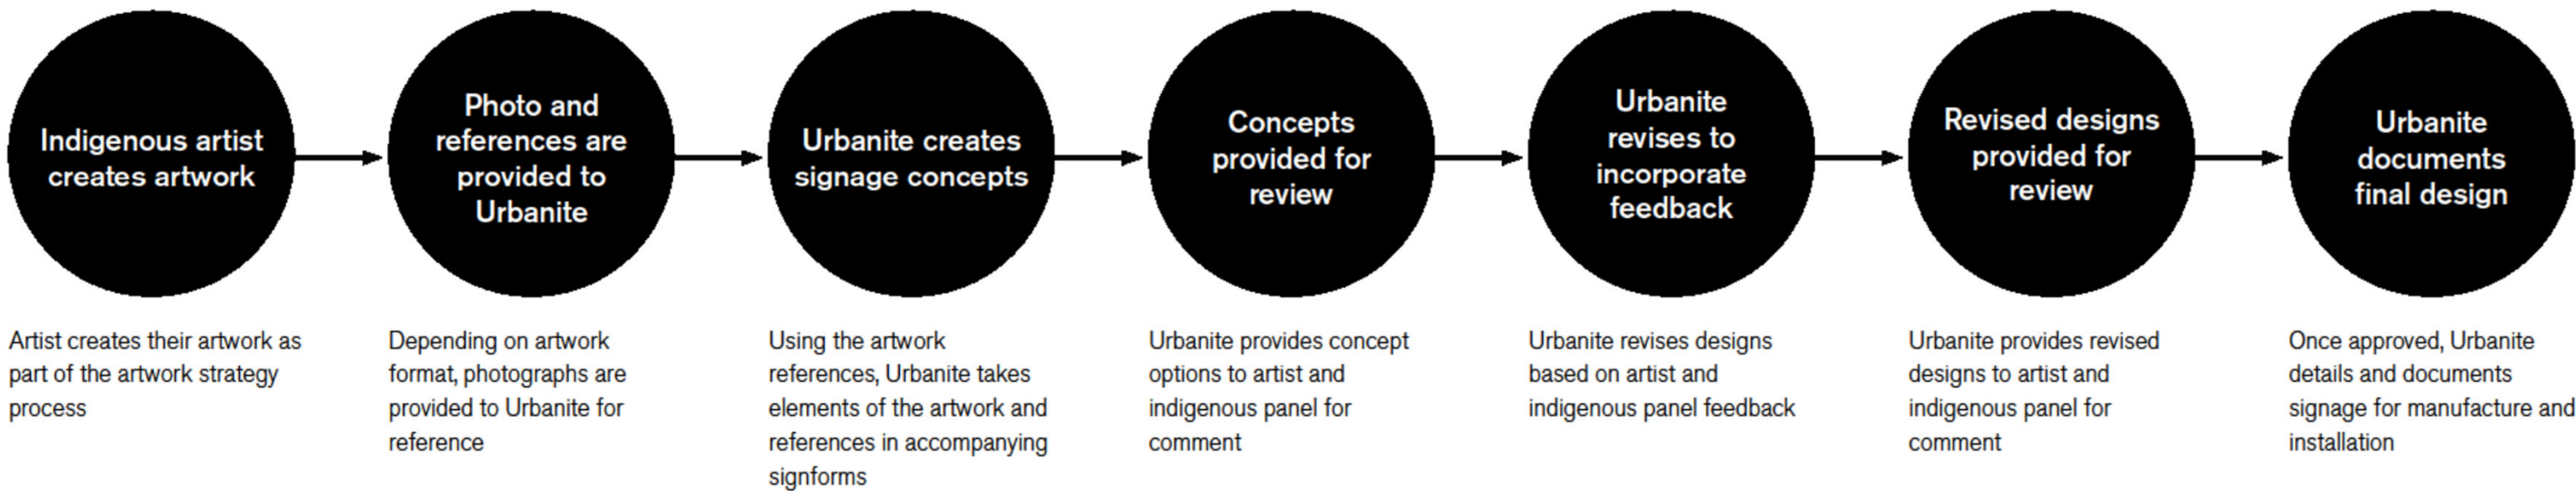 Indigenous artist
creates artwork
Photo and
references are
provided to
Urbanite
Urbanite creates
signage concepts
Concepts
provided for
review
Urbanite
revises to
incorporate
feedback
Revised designs
provided for
review
Urbanite
documents
final design
Artist creates their artwork as
part of the artwork strategy
process
Depending on artwork
format, photographs are
provided to Urbanite for
reference
Using the artwork
references, Urbanite takes
elements of the artwork and
references in accompanying
signforms
Urbanite provides concept
options to artist and
indigenous panel for
comment
Urbanite revises designs
based on artist and
indigenous panel feedback
Urbanite provides revised
designs to artist and
indigenous panel for
comment
Once approved, Urbanite
details and documents
signage for manufacture and
installation